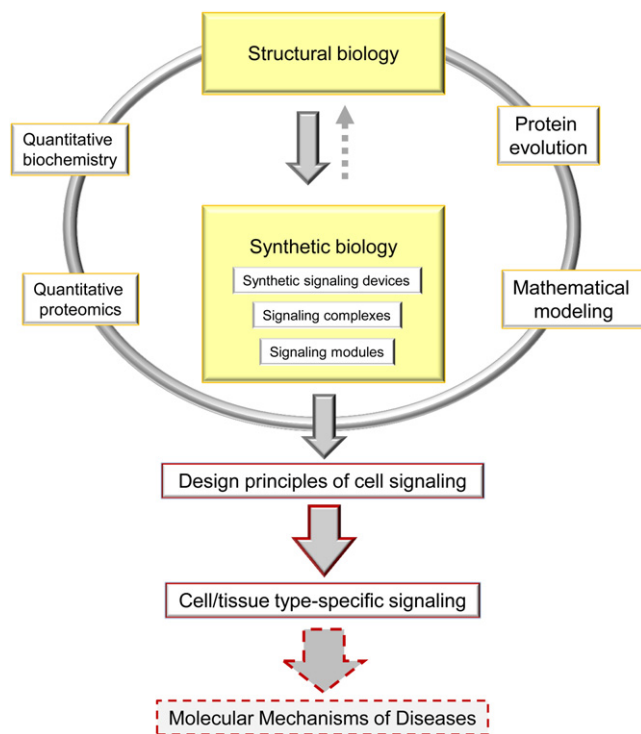 Structural biology
Quantitative
biochemistry
Protein
evolution
Synthetic biology
Synthetic signaling devices
Signaling complexes
Signaling modules
Quantitative
proteomics
Mathematical
modeling
Design principles of cell signaling
Cell/tissue type-specific signaling
Molecular Mechanisms of Diseases